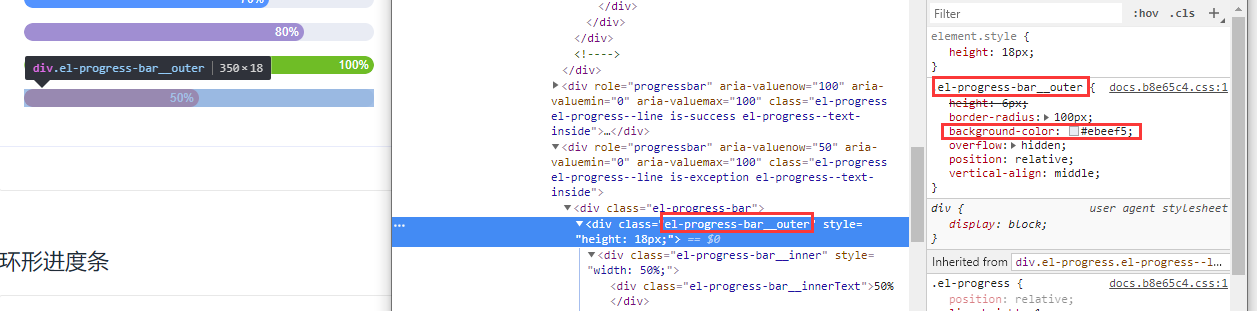 70%
80%
100%
div.el-progress-bar__outer | 350×18
50%
环形进度条
</div>
</div>
</div>
<!---->
</div>
▶<div role="progressbar" aria-valuenow="100" aria-
valuemin="0" aria-valuemax="100" class="el-progress
el-progress--line is-success el-progress--text-
inside">…</div>
▼<div role="progressbar" aria-valuenow="50" aria-
valuemin="0" aria-valuemax="100" class="el-progress
el-progress--line is-exception el-progress--text-
inside">
▼<div class="el-progress-bar">
… ▼<div class="el-progress-bar__outer" style=
"height: 18px;"> == $0
▼<div class="el-progress-bar__inner" style=
"width: 50%;">
<div class="el-progress-bar__innerText">50%
</div>
Filter :hov .cls +
element.style {
height: 18px;
}
el-progress-bar__outer { docs.b8e65c4.css:1
height: 6px;
border-radius:▶ 100px;
background-color: #ebeef5;
overflow:▶ hidden;
position: relative;
vertical-align: middle;
}
div { user agent stylesheet
display: block;
}
Inherited from div.el-progress.el-progress--l…
.el-progress { docs.b8e65c4.css:1
position: relative;